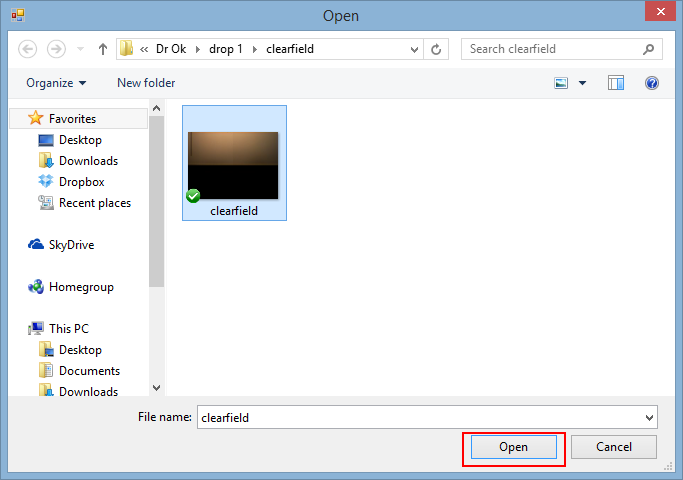 Open
« Dr Ok drop 1 clearfield
Search clearfield
Organize New folder
Favorites
Desktop
Downloads
Dropbox
Recent places
SkyDrive
Homegroup
This PC
Desktop
Documents
Downloads
clearfield
File name: clearfield
Open Cancel